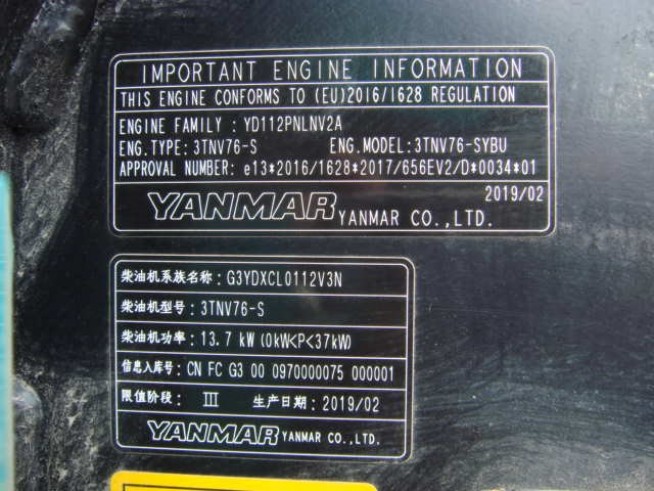 IMPORTANT ENGINE INFORMATION
THIS ENGINE CONFORMS TO (EU)2016/1628 REGULATION
ENGINE FAMILY : YD112PNLNV2A
ENG.TYPE: 3TNV76-S ENG.MODEL:3TNV76-SYBU
APPROVAL NUMBER: e13*2016/1628*2017/656EV2/D*0034*01
2019/02
YANMAR YANMAR CO.,LTD.
柴油机系族名称: G3YDXCL0112V3N
柴油机型号: 3TNV76-S
柴油机功率: 13.7 kW (0kW<P<37kW)
信息入库号: CN FC G3 00 0970000075 000001
限值阶段: III 生产日期: 2019/02
YANMAR YANMAR CO.,LTD.